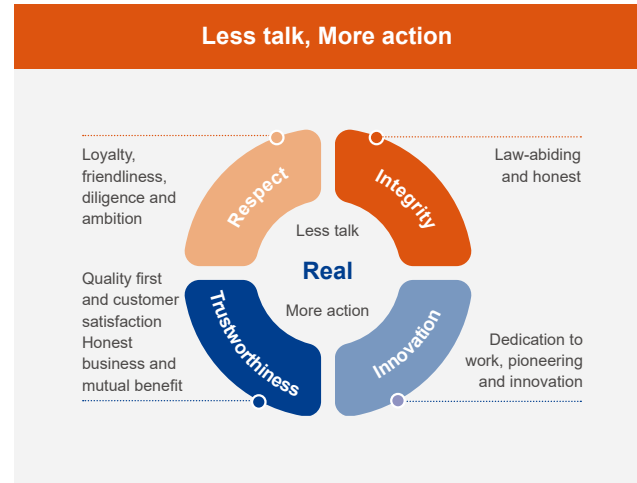 Less talk, More action
Loyalty,
friendliness,
diligence and
ambition
Respect
Integrity
Law-abiding
and honest
Less talk
Real
More action
Quality first
and customer
satisfaction
Honest
business and
mutual benefit
Trustworthiness
Innovation
Dedication to
work, pioneering
and innovation